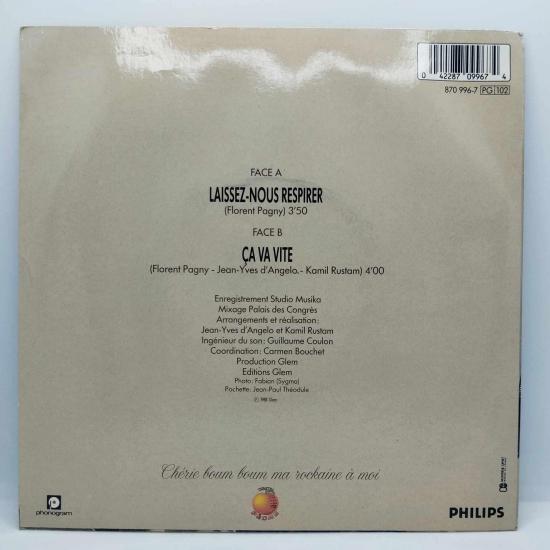 0 42287 09967 4
870 996-7 PG 102
FACE A
LAISSEZ-NOUS RESPIRER
(Florent Pagny) 3'50
FACE B
ÇA VA VITE
(Florent Pagny - Jean-Yves d'Angelo. - Kamil Rustam) 4'00
Enregistrement Studio Musika
Mixage Palais des Congrès
Arrangements et réalisation :
Jean-Yves d'Angelo et Kamil Rustam
Ingénieur du son : Guillaume Coulon
Coordination : Carmen Bouchet
Production Glem
Editions Glem
Photo : Fabian (Sygma)
Pochette : Jean-Paul Théodule
℗ 1988 Glem
Chérie boum boum ma rockaine à moi
phonogram
PHILIPS